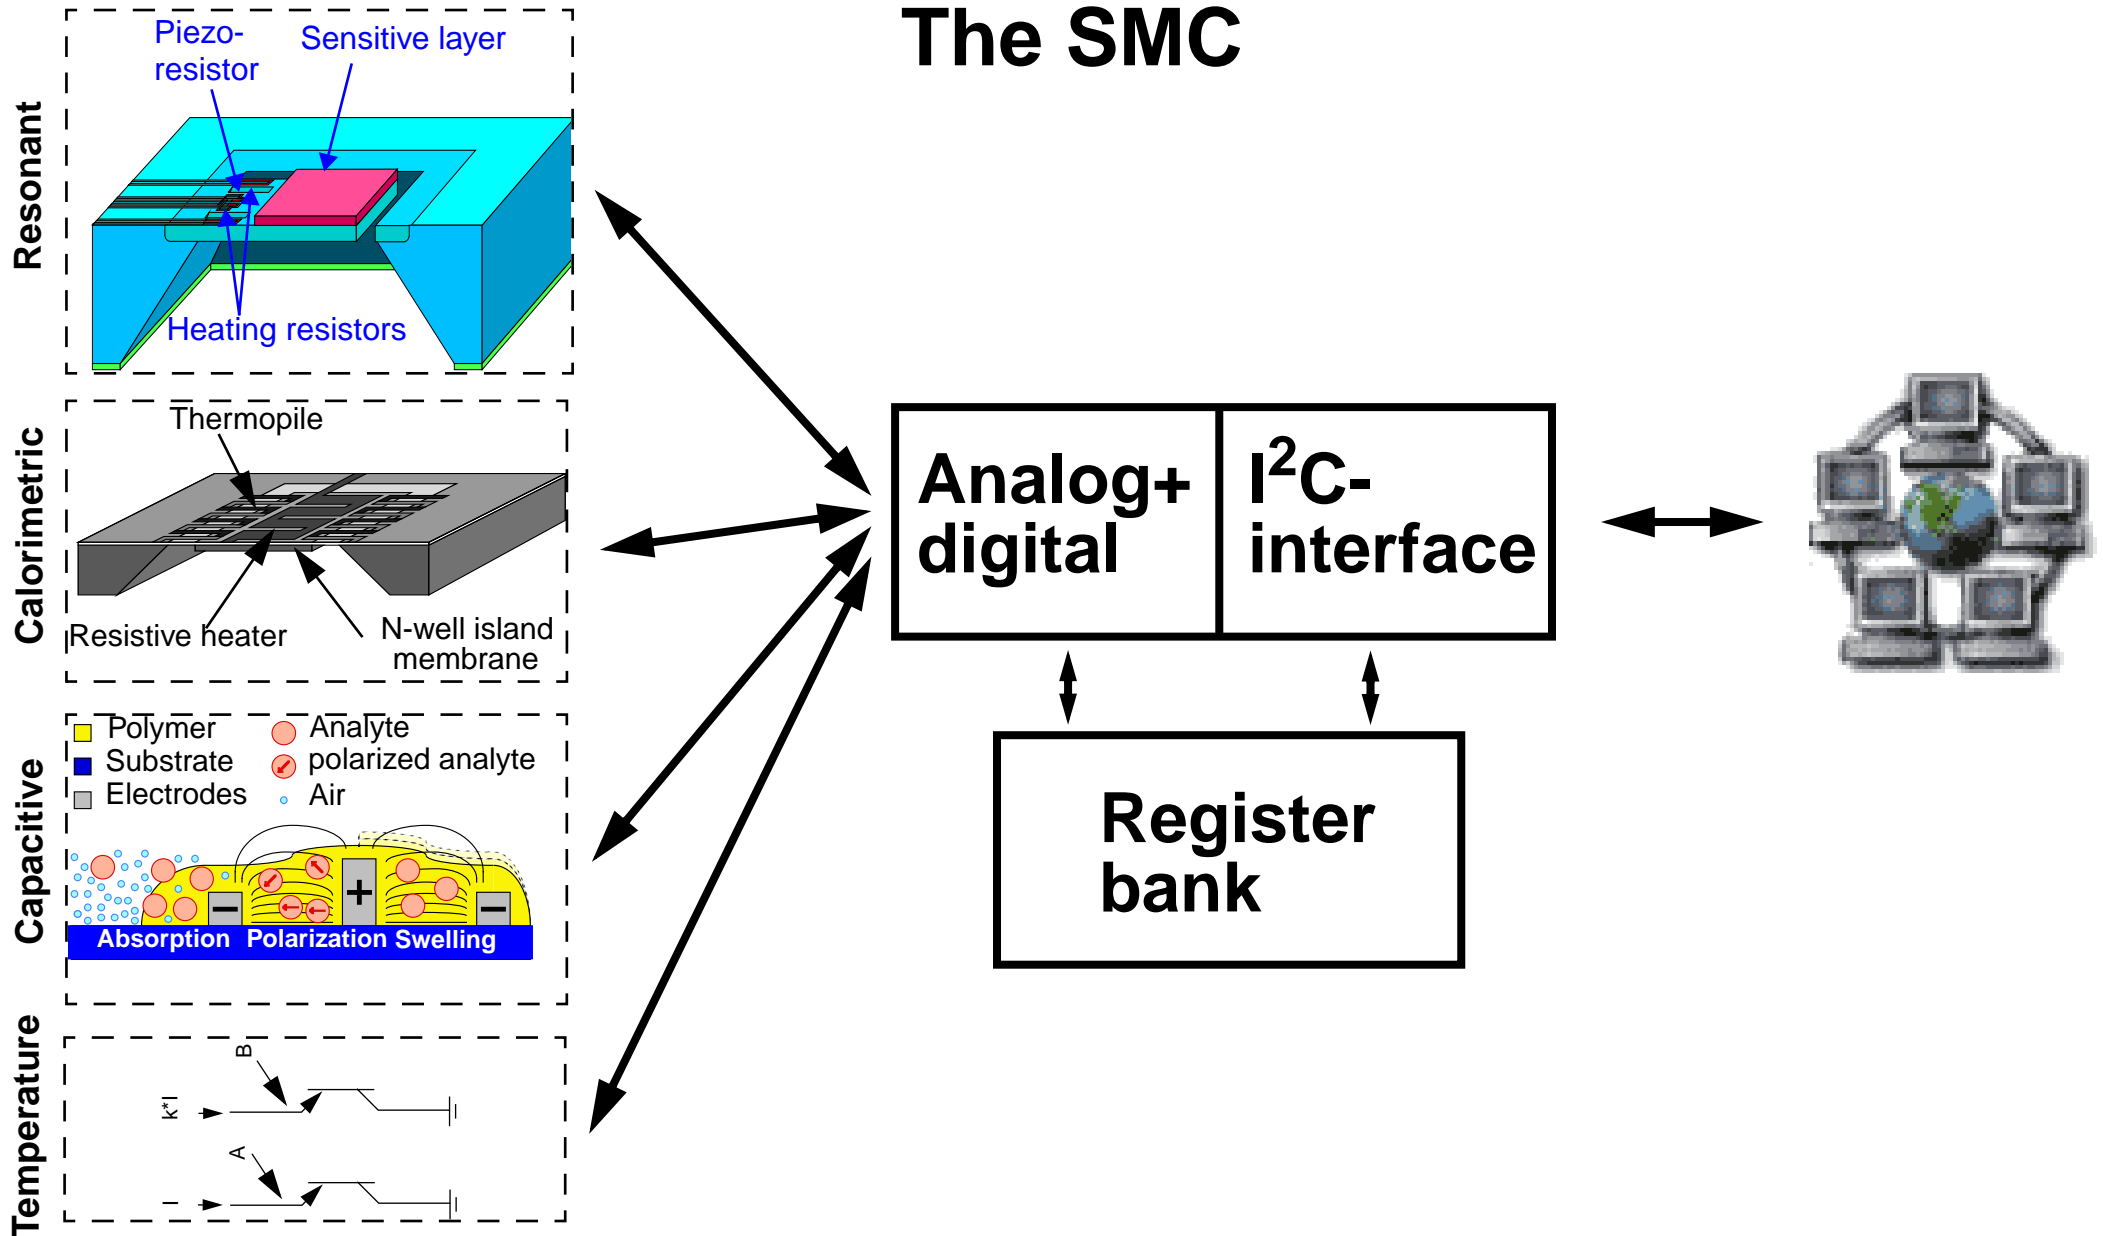 The SMC
Resonant
Piezo-
resistor
Sensitive layer
Heating resistors
Calorimetric
Thermopile
Resistive heater
N-well island
membrane
Capacitive
Polymer
Substrate
Electrodes
Analyte
polarized analyte
Air
+
−
−
Absorption Polarization Swelling
Temperature
B
k*I
A
I
Analog+
digital
I²C-
interface
Register
bank